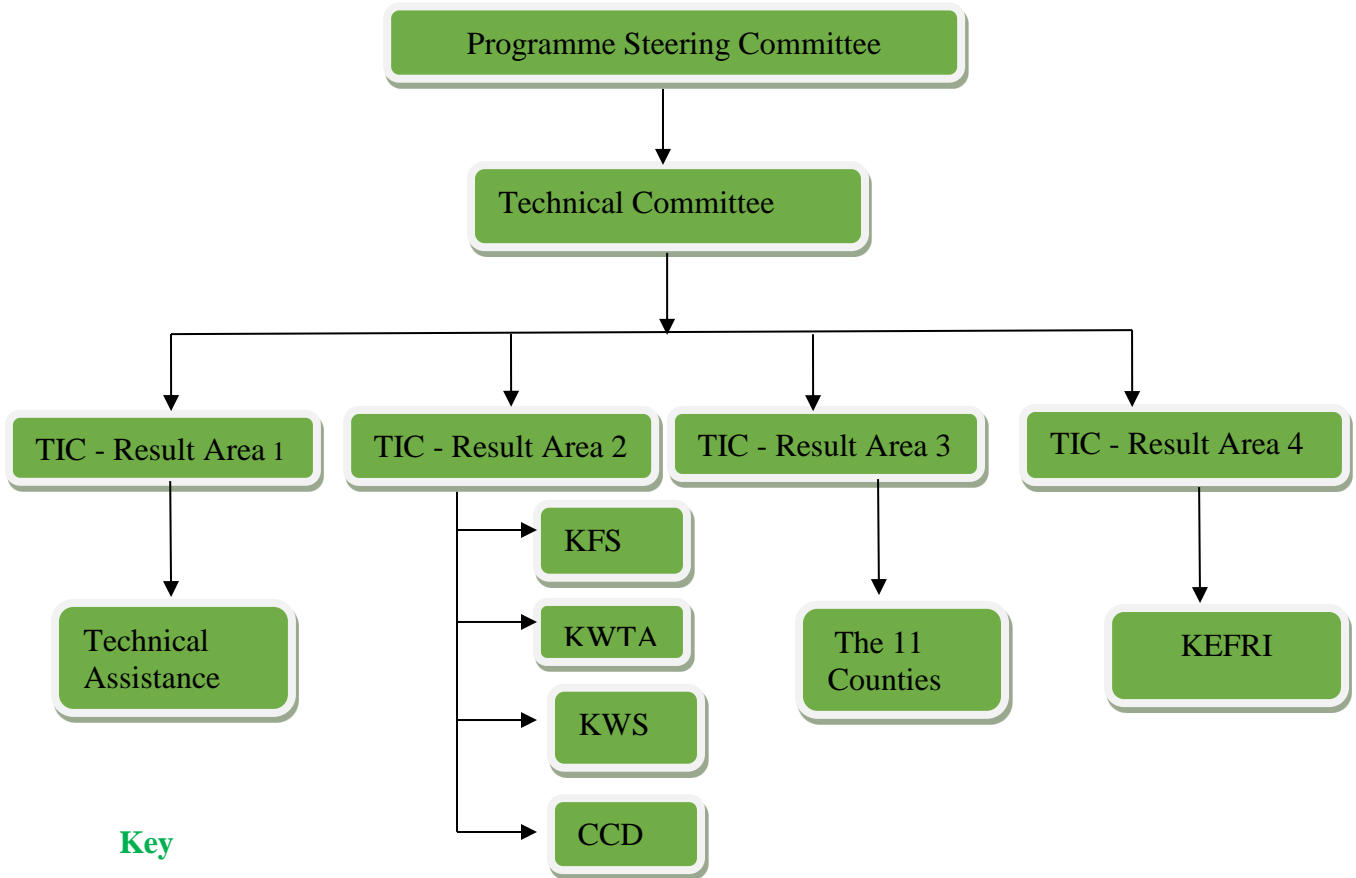 Programme Steering Committee
Technical Committee
TIC - Result Area 1
TIC - Result Area 2
TIC - Result Area 3
TIC - Result Area 4
KFS
KWTA
KWS
CCD
Technical
Assistance
The 11
Counties
KEFRI
Key